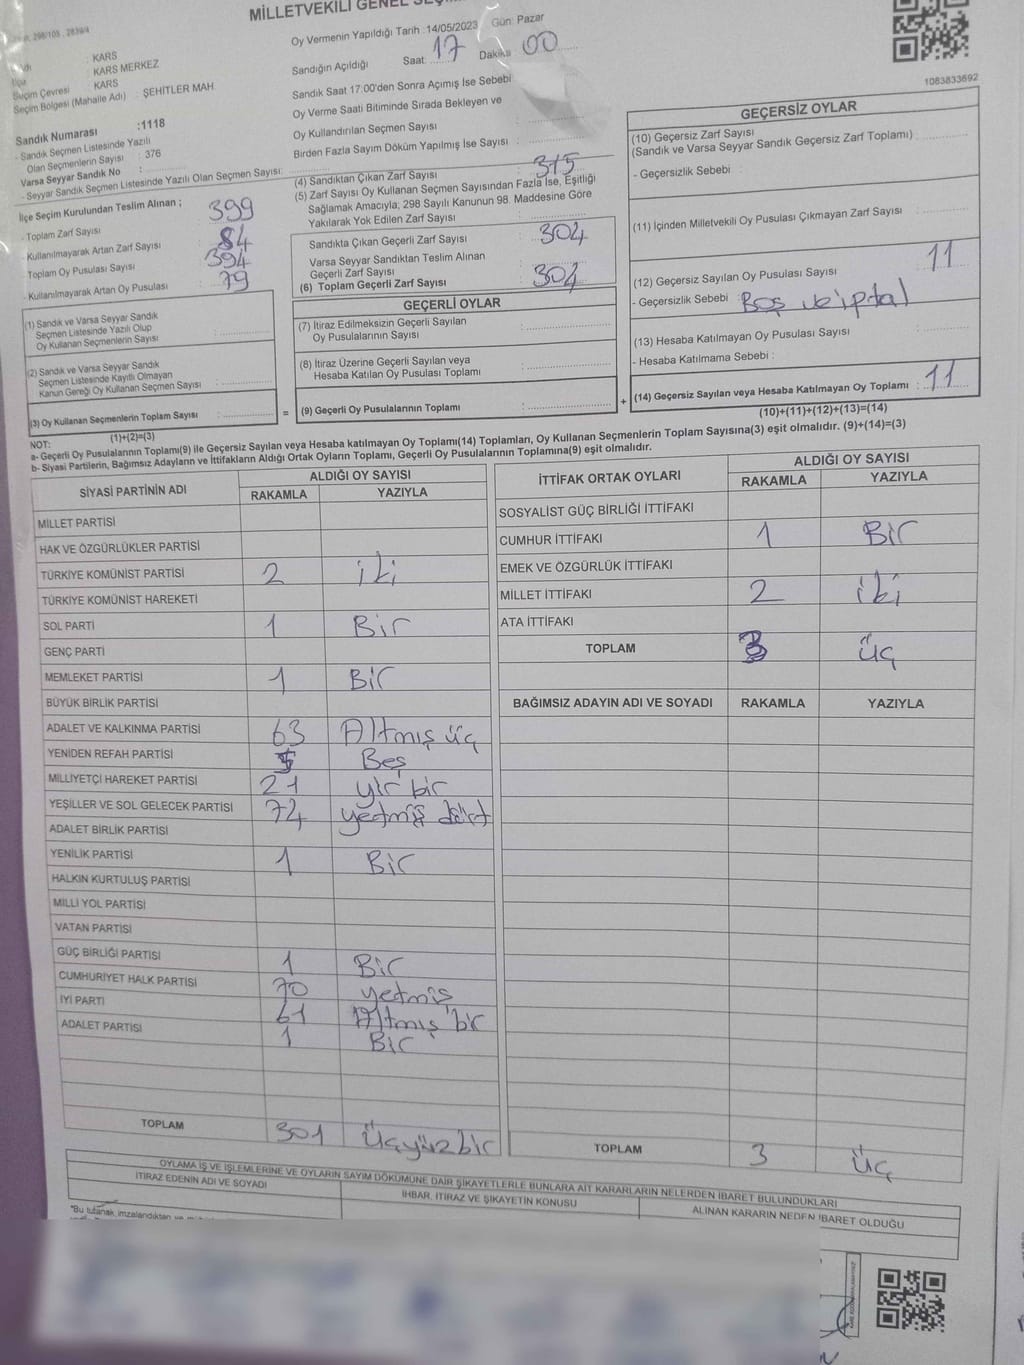 MİLLETVEKİLİ GENEL
: KARS
: KARS MERKEZ
Seçim Çevresi : KARS
Seçim Bölgesi (Mahalle Adı) : ŞEHİTLER MAH
Sandık Numarası :1118
- Sandık Seçmen Listesinde Yazılı
Olan Seçmenlerin Sayısı : 376
Varsa Seyyar Sandık No :
- Seyyar Sandık Seçmen Listesinde Yazılı Olan Seçmen Sayısı:
İlçe Seçim Kurulundan Teslim Alınan ;
- Toplam Zarf Sayısı : 399
- Kullanılmayarak Artan Zarf Sayısı : 84
- Toplam Oy Pusulası Sayısı : 394
- Kullanılmayarak Artan Oy Pusulası : 79
(1) Sandık ve Varsa Seyyar Sandık
Seçmen Listesinde Yazılı Olup
Oy Kullanan Seçmenlerin Sayısı :
(2) Sandık ve Varsa Seyyar Sandık
Seçmen Listesinde Kayıtlı Olmayan
Kanun Gereği Oy Kullanan Seçmen Sayısı :
(3) Oy Kullanan Seçmenlerin Toplam Sayısı :
(1)+(2)=(3)
Oy Vermenin Yapıldığı Tarih :14/05/2023 Gün: Pazar
Sandığın Açıldığı Saat: 17 Dakika 00
Sandık Saat 17:00'den Sonra Açımış İse Sebebi
Oy Verme Saati Bitiminde Sırada Bekleyen ve
Oy Kullandırılan Seçmen Sayısı
Birden Fazla Sayım Döküm Yapılmış İse Sayısı :
(4) Sandıktan Çıkan Zarf Sayısı : 315
(5) Zarf Sayısı Oy Kullanan Seçmen Sayısından Fazla İse, Eşitliği
Sağlamak Amacıyla; 298 Sayılı Kanunun 98. Maddesine Göre
Yakılarak Yok Edilen Zarf Sayısı :
Sandıkta Çıkan Geçerli Zarf Sayısı : 304
Varsa Seyyar Sandıktan Teslim Alınan
Geçerli Zarf Sayısı :
(6) Toplam Geçerli Zarf Sayısı : 304
GEÇERLİ OYLAR
(7) İtiraz Edilmeksizin Geçerli Sayılan
Oy Pusulalarının Sayısı :
(8) İtiraz Üzerine Geçerli Sayılan veya
Hesaba Katılan Oy Pusulası Toplamı :
= (9) Geçerli Oy Pusulalarının Toplamı :
1083833692
GEÇERSİZ OYLAR
(10) Geçersiz Zarf Sayısı
(Sandık ve Varsa Seyyar Sandık Geçersiz Zarf Toplamı) :
- Geçersizlik Sebebi :
(11) İçinden Milletvekili Oy Pusulası Çıkmayan Zarf Sayısı :
(12) Geçersiz Sayılan Oy Pusulası Sayısı : 11
- Geçersizlik Sebebi : Boş ve iptal
(13) Hesaba Katılmayan Oy Pusulası Sayısı :
- Hesaba Katılmama Sebebi :
+ (14) Geçersiz Sayılan veya Hesaba Katılmayan Oy Toplamı : 11
(10)+(11)+(12)+(13)=(14)
NOT:
a- Geçerli Oy Pusulalarının Toplamı(9) ile Geçersiz Sayılan veya Hesaba katılmayan Oy Toplamı(14) Toplamları, Oy Kullanan Seçmenlerin Toplam Sayısına(3) eşit olmalıdır. (9)+(14)=(3)
b- Siyasi Partilerin, Bağımsız Adayların ve İttifakların Aldığı Ortak Oyların Toplamı, Geçerli Oy Pusulalarının Toplamına(9) eşit olmalıdır.
SİYASİ PARTİNİN ADI ALDIĞI OY SAYISI
RAKAMLA YAZIYLA
MİLLET PARTİSİ
HAK VE ÖZGÜRLÜKLER PARTİSİ
TÜRKİYE KOMÜNİST PARTİSİ 2 iki
TÜRKİYE KOMÜNİST HAREKETİ
SOL PARTİ 1 Bir
GENÇ PARTİ
MEMLEKET PARTİSİ 1 Bir
BÜYÜK BİRLİK PARTİSİ
ADALET VE KALKINMA PARTİSİ 63 Altmış üç
YENİDEN REFAH PARTİSİ 5 Beş
MİLLİYETÇİ HAREKET PARTİSİ 21 yir bir
YEŞİLLER VE SOL GELECEK PARTİSİ 74 yetmiş dört
ADALET BİRLİK PARTİSİ
YENİLİK PARTİSİ 1 Bir
HALKIN KURTULUŞ PARTİSİ
MİLLİ YOL PARTİSİ
VATAN PARTİSİ
GÜÇ BİRLİĞİ PARTİSİ 1 Bir
CUMHURİYET HALK PARTİSİ 70 yetmiş
İYİ PARTİ 61 Altmış bir
ADALET PARTİSİ 1 Bir
TOPLAM 301 Üçyüz bir
İTTİFAK ORTAK OYLARI ALDIĞI OY SAYISI
RAKAMLA YAZIYLA
SOSYALİST GÜÇ BİRLİĞİ İTTİFAKI
CUMHUR İTTİFAKI 1 Bir
EMEK VE ÖZGÜRLÜK İTTİFAKI
MİLLET İTTİFAKI 2 iki
ATA İTTİFAKI
TOPLAM 3 üç
BAĞIMSIZ ADAYIN ADI VE SOYADI RAKAMLA YAZIYLA
TOPLAM 3 üç
OYLAMA İŞ VE İŞLEMLERİNE VE OYLARIN SAYIM DÖKÜMÜNE DAİR ŞİKAYETLERLE BUNLARA AİT KARARLARIN NELERDEN İBARET BULUNDUKLARI
İTİRAZ EDENİN ADI VE SOYADI İHBAR, İTİRAZ VE ŞİKAYETİN KONUSU ALINAN KARARIN NEDEN İBARET OLDUĞU
"Bu tutanak, imzalandıktan